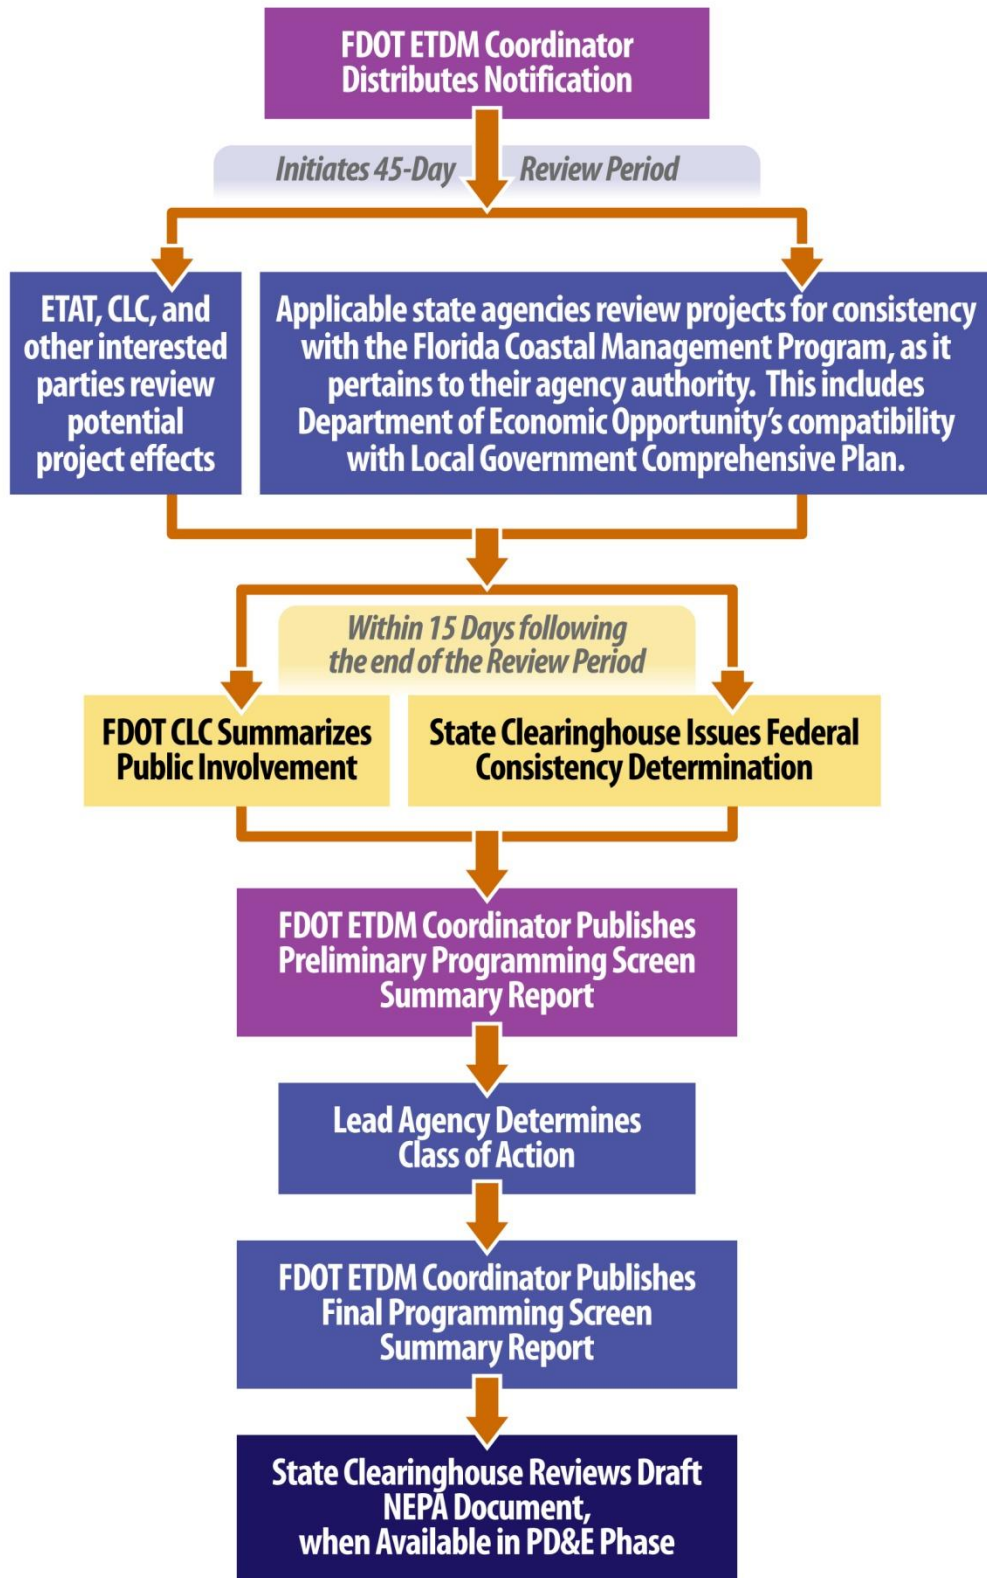 FDOT ETDM Coordinator
Distributes Notification
Initiates 45-Day Review Period
ETAT, CLC, and
other interested
parties review
potential
project effects
Applicable state agencies review projects for consistency
with the Florida Coastal Management Program, as it
pertains to their agency authority. This includes
Department of Economic Opportunity’s compatibility
with Local Government Comprehensive Plan.
Within 15 Days following
the end of the Review Period
FDOT CLC Summarizes
Public Involvement
State Clearinghouse Issues Federal
Consistency Determination
FDOT ETDM Coordinator Publishes
Preliminary Programming Screen
Summary Report
Lead Agency Determines
Class of Action
FDOT ETDM Coordinator Publishes
Final Programming Screen
Summary Report
State Clearinghouse Reviews Draft
NEPA Document,
when Available in PD&E Phase